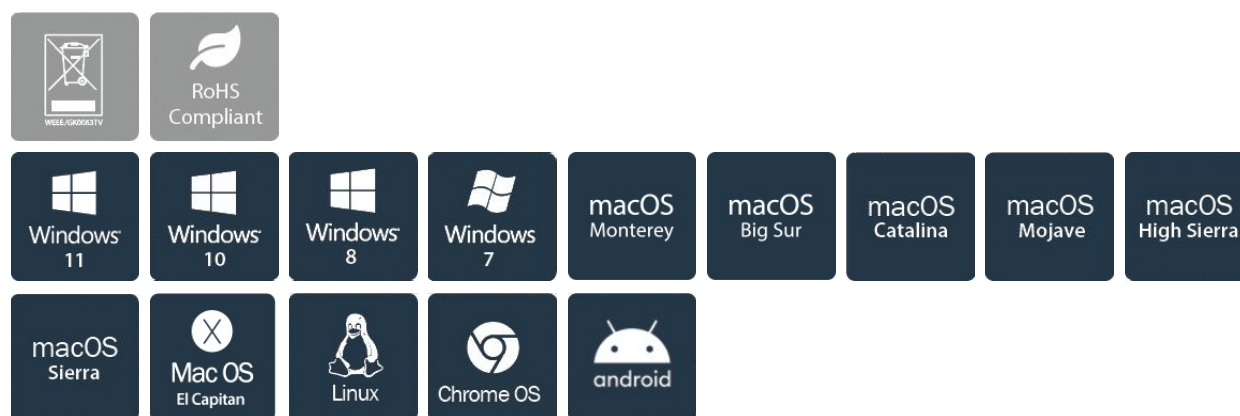 WEEE/GK0063TV
RoHS
Compliant
Windows
11
Windows
10
Windows
8
Windows
7
macOS
Monterey
macOS
Big Sur
macOS
Catalina
macOS
Mojave
macOS
High Sierra
macOS
Sierra
X
Mac OS
El Capitan
Linux
Chrome OS
android